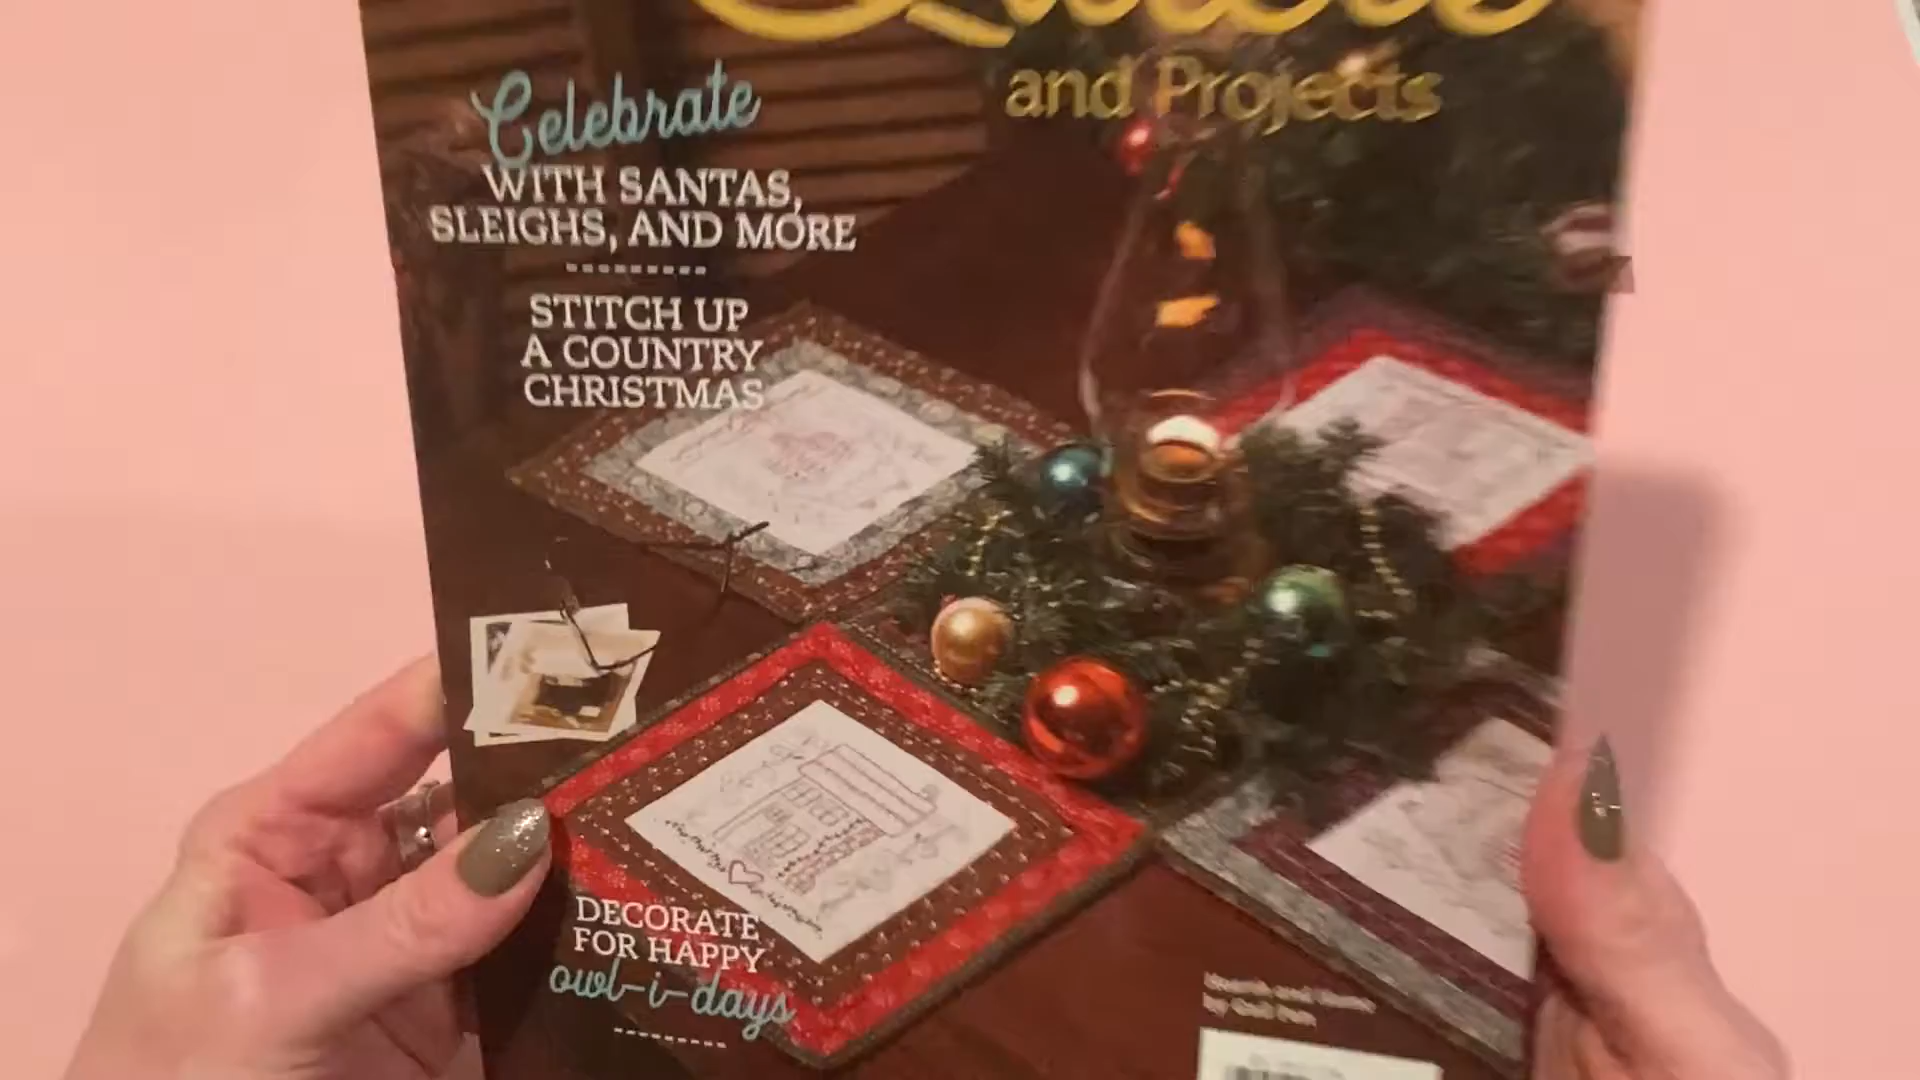 and Projects
Celebrate
WITH SANTAS,
SLEIGHS, AND MORE
STITCH UP
A COUNTRY
CHRISTMAS
DECORATE
FOR HAPPY
owl-i-days